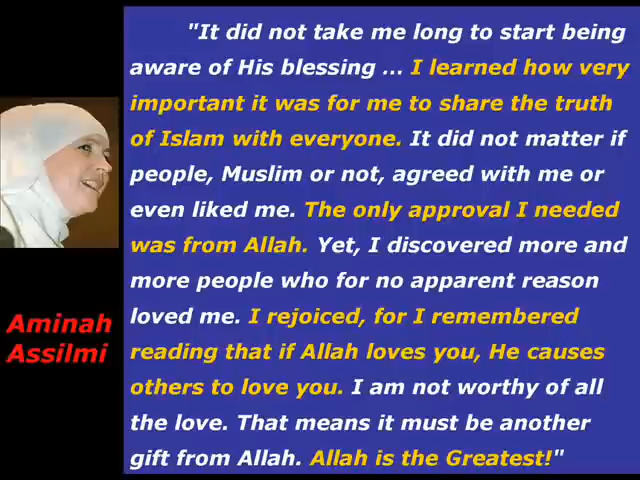 "It did not take me long to start being
aware of His blessing ... I learned how very
important it was for me to share the truth
of Islam with everyone. It did not matter if
people, Muslim or not, agreed with me or
even liked me. The only approval I needed
was from Allah. Yet, I discovered more and
more people who for no apparent reason
loved me. I rejoiced, for I remembered
reading that if Allah loves you, He causes
others to love you. I am not worthy of all
the love. That means it must be another
gift from Allah. Allah is the Greatest!"
Aminah
Assilmi